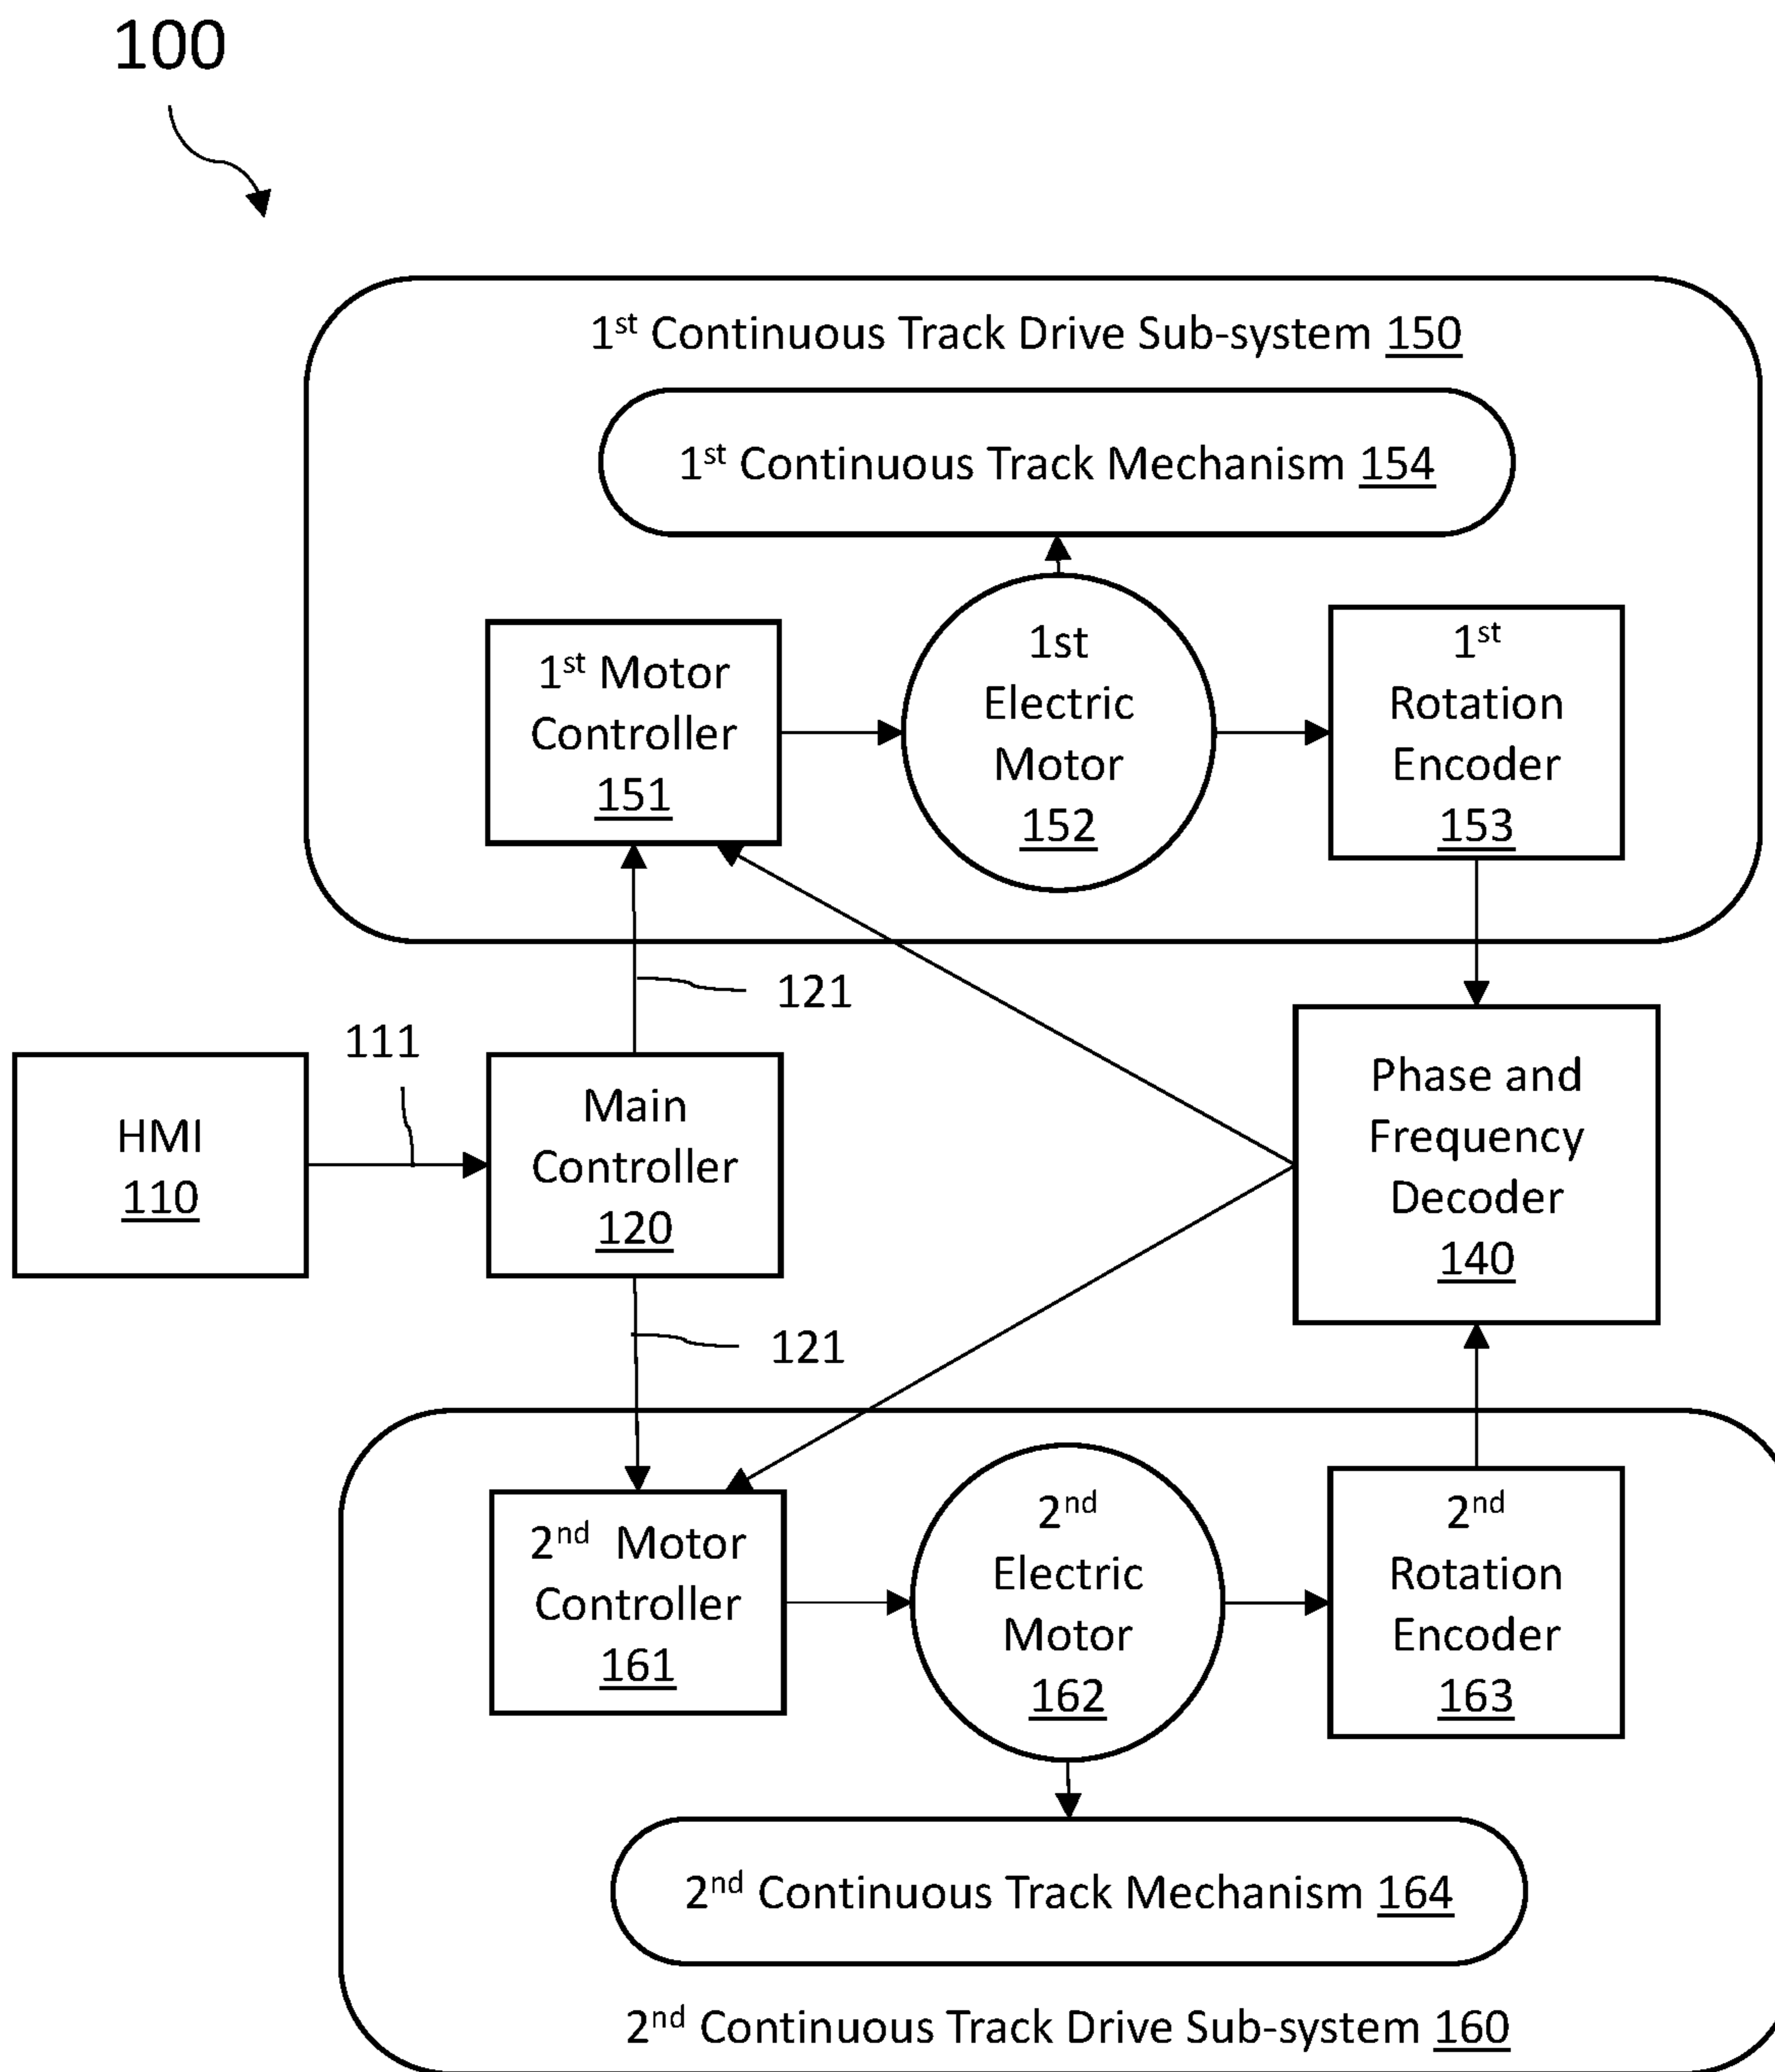 100
1st Continuous Track Drive Sub-system 150
1st Continuous Track Mechanism 154
1st Motor
Controller
151
1st
Electric
Motor
152
1st
Rotation
Encoder
153
121
111
HMI
110
Main
Controller
120
Phase and
Frequency
Decoder
140
121
2nd Motor
Controller
161
2nd
Electric
Motor
162
2nd
Rotation
Encoder
163
2nd Continuous Track Mechanism 164
2nd Continuous Track Drive Sub-system 160